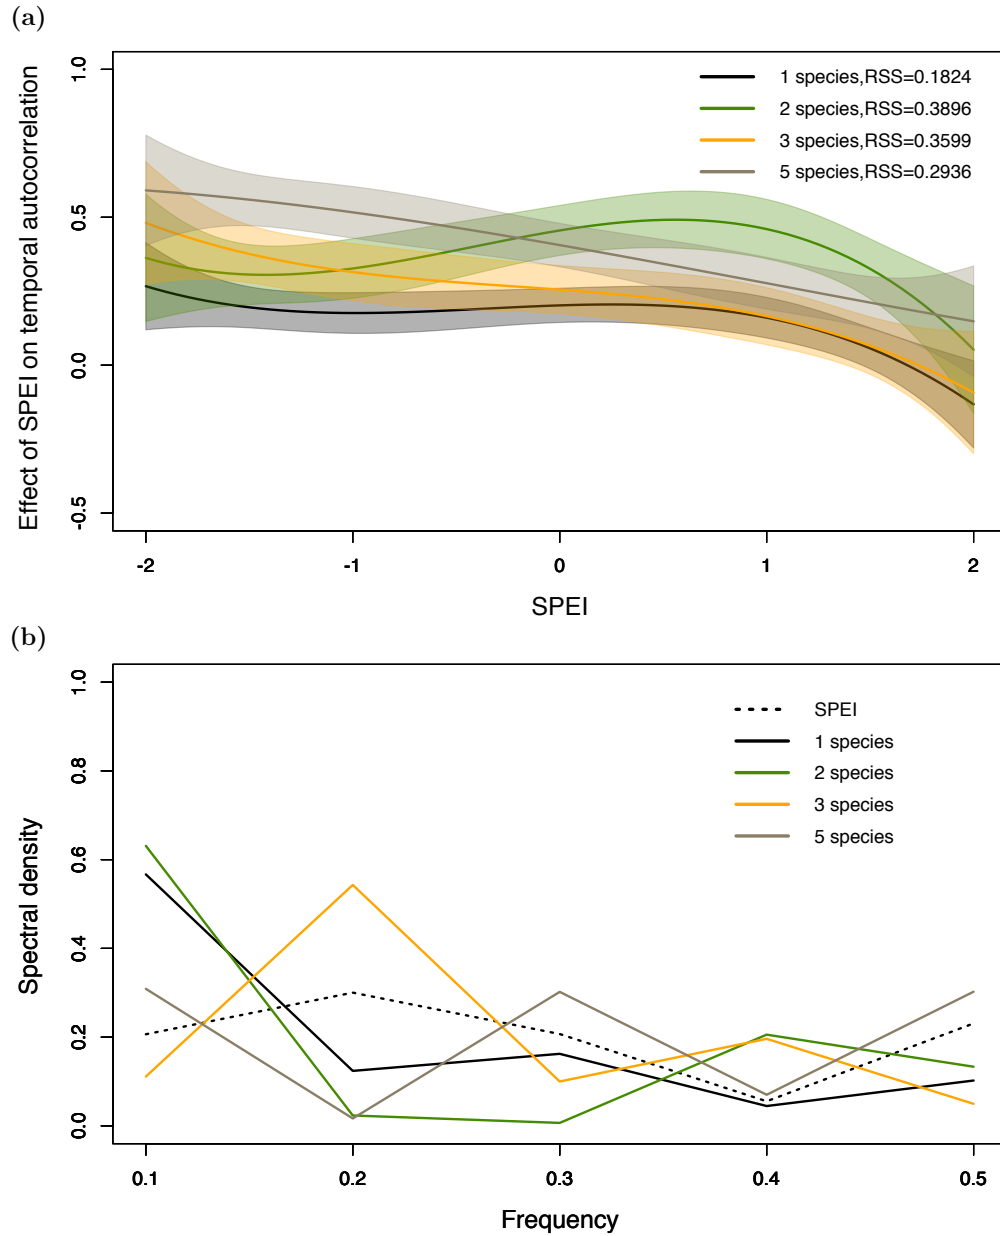 (a)
Effect of SPEI on temporal autocorrelation
1.0
0.5
0.0
-0.5
1 species,RSS=0.1824
2 species,RSS=0.3896
3 species,RSS=0.3599
5 species,RSS=0.2936
-2 -1 0 1 2
SPEI
(b)
Spectral density
1.0
0.8
0.6
0.4
0.2
0.0
SPEI
1 species
2 species
3 species
5 species
0.1 0.2 0.3 0.4 0.5
Frequency